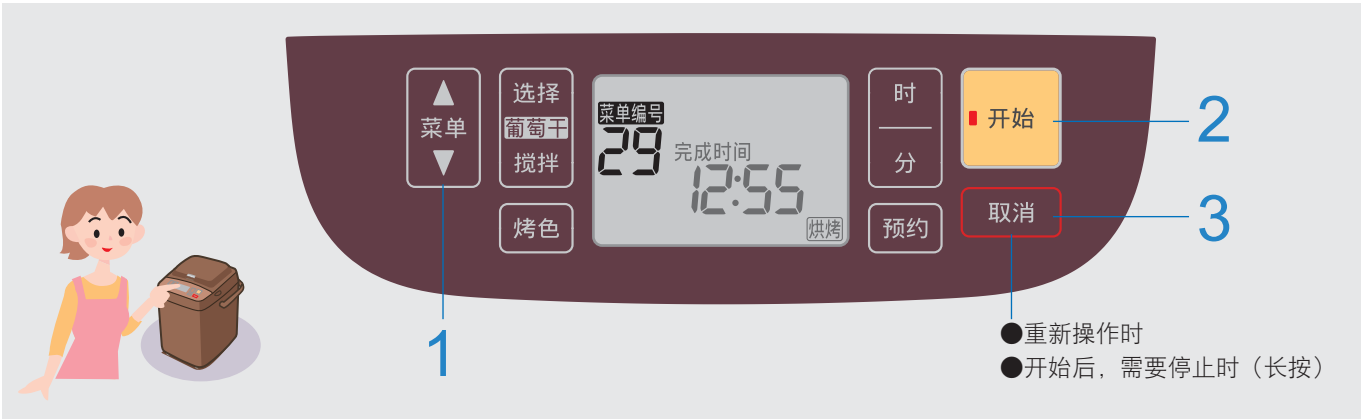 菜单
选择
葡萄干
搅拌
烤色
菜单编号
29
完成时间
12:55
烘烤
时
分
预约
开始
取消
1
2
3
●重新操作时
●开始后，需要停止时（长按）